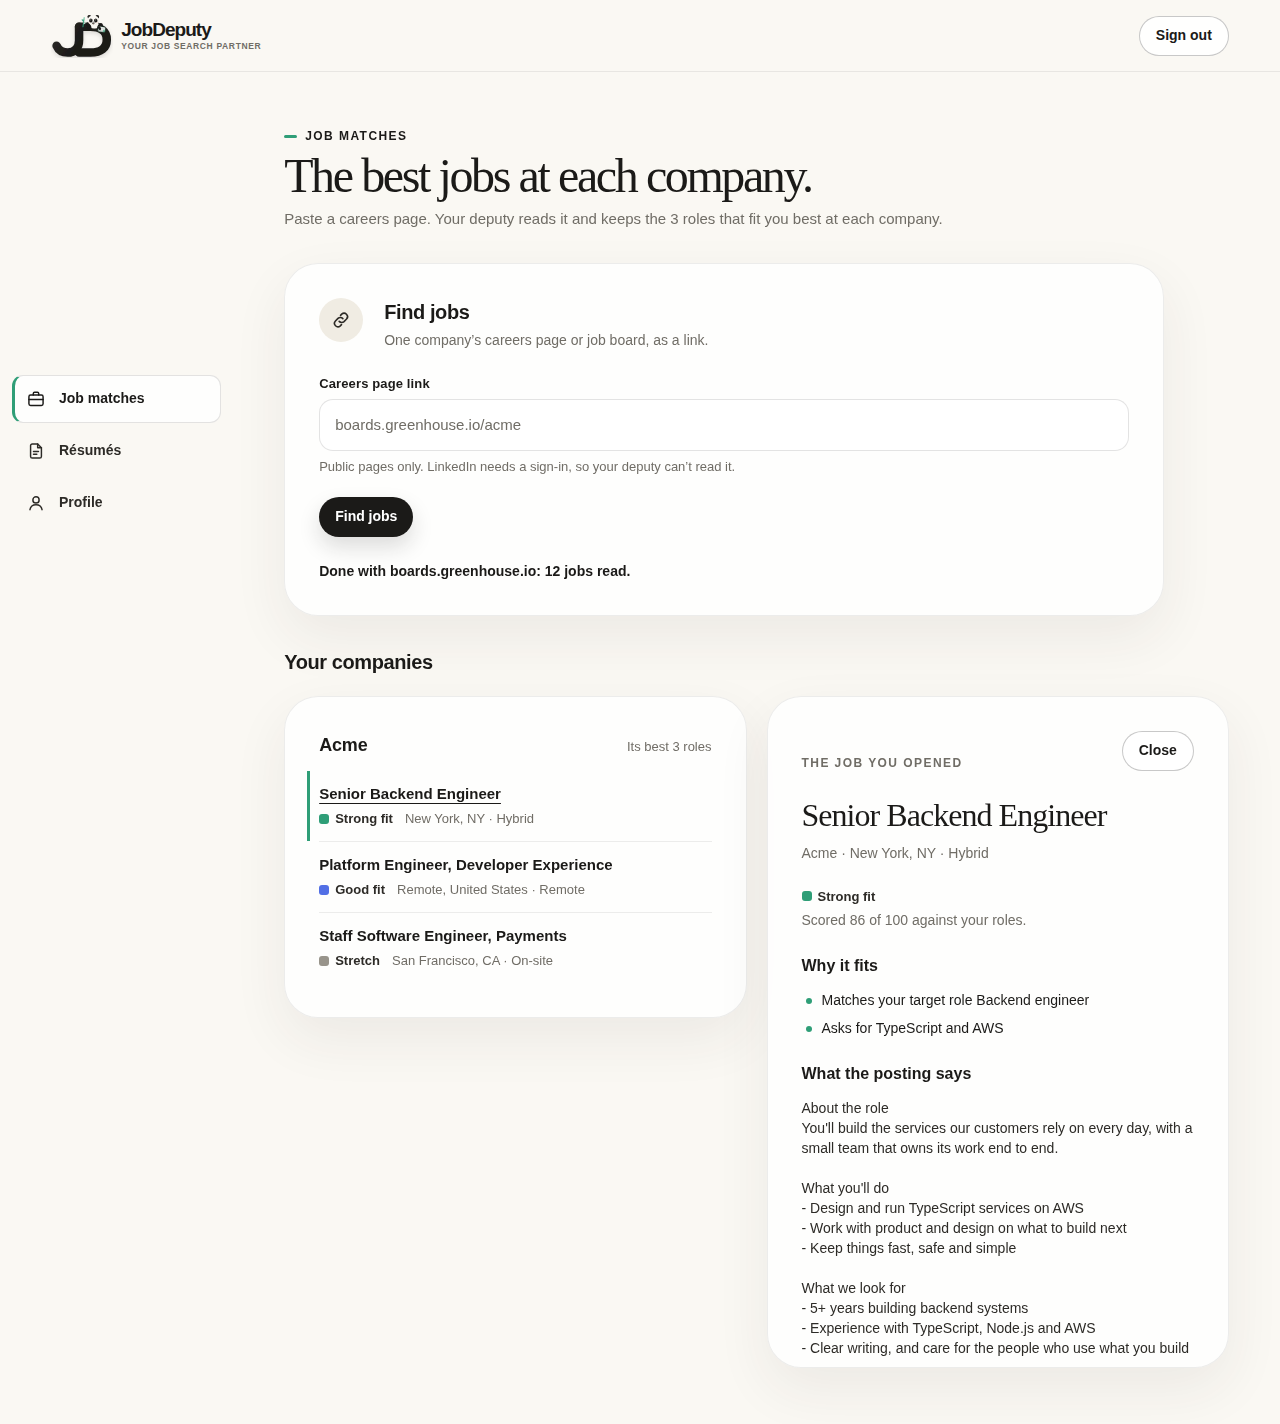 JobDeputy
YOUR JOB SEARCH PARTNER
Sign out
JOB MATCHES
The best jobs at each company.
Paste a careers page. Your deputy reads it and keeps the 3 roles that fit you best at each company.
Find jobs
One company’s careers page or job board, as a link.
Careers page link
boards.greenhouse.io/acme
Public pages only. LinkedIn needs a sign-in, so your deputy can’t read it.
Find jobs
Done with boards.greenhouse.io: 12 jobs read.
Job matches
Résumés
Profile
Your companies
Acme
Its best 3 roles
Senior Backend Engineer
Strong fit New York, NY · Hybrid
Platform Engineer, Developer Experience
Good fit Remote, United States · Remote
Staff Software Engineer, Payments
Stretch San Francisco, CA · On-site
THE JOB YOU OPENED
Close
Senior Backend Engineer
Acme · New York, NY · Hybrid
Strong fit
Scored 86 of 100 against your roles.
Why it fits
Matches your target role Backend engineer
Asks for TypeScript and AWS
What the posting says
About the role
You'll build the services our customers rely on every day, with a
small team that owns its work end to end.
What you'll do
- Design and run TypeScript services on AWS
- Work with product and design on what to build next
- Keep things fast, safe and simple
What we look for
- 5+ years building backend systems
- Experience with TypeScript, Node.js and AWS
- Clear writing, and care for the people who use what you build